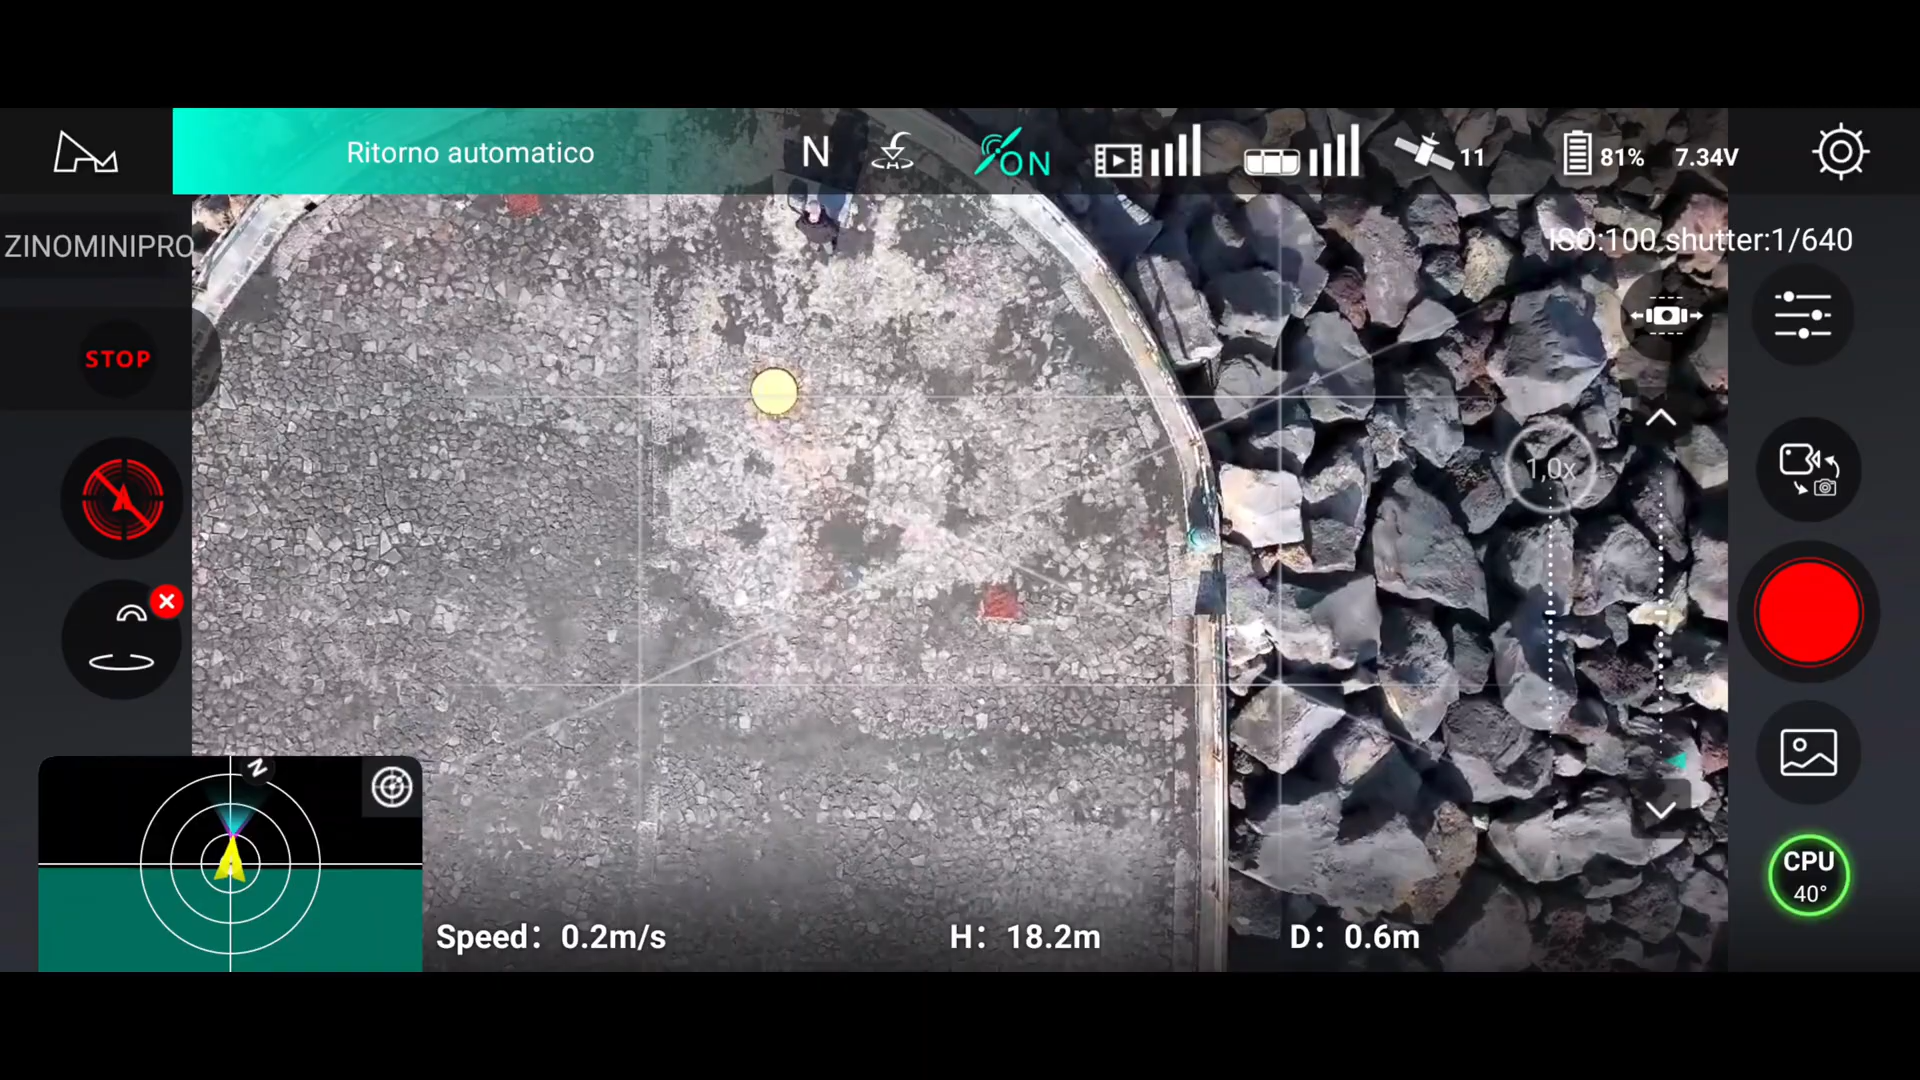 Ritorno automatico
N
H
ON
11
81%
7.34V
ZINOMINIPRO
ISO:100 shutter:1/640
STOP
1,0x
N
CPU
40°
Speed: 0.2m/s
H: 18.2m
D: 0.6m